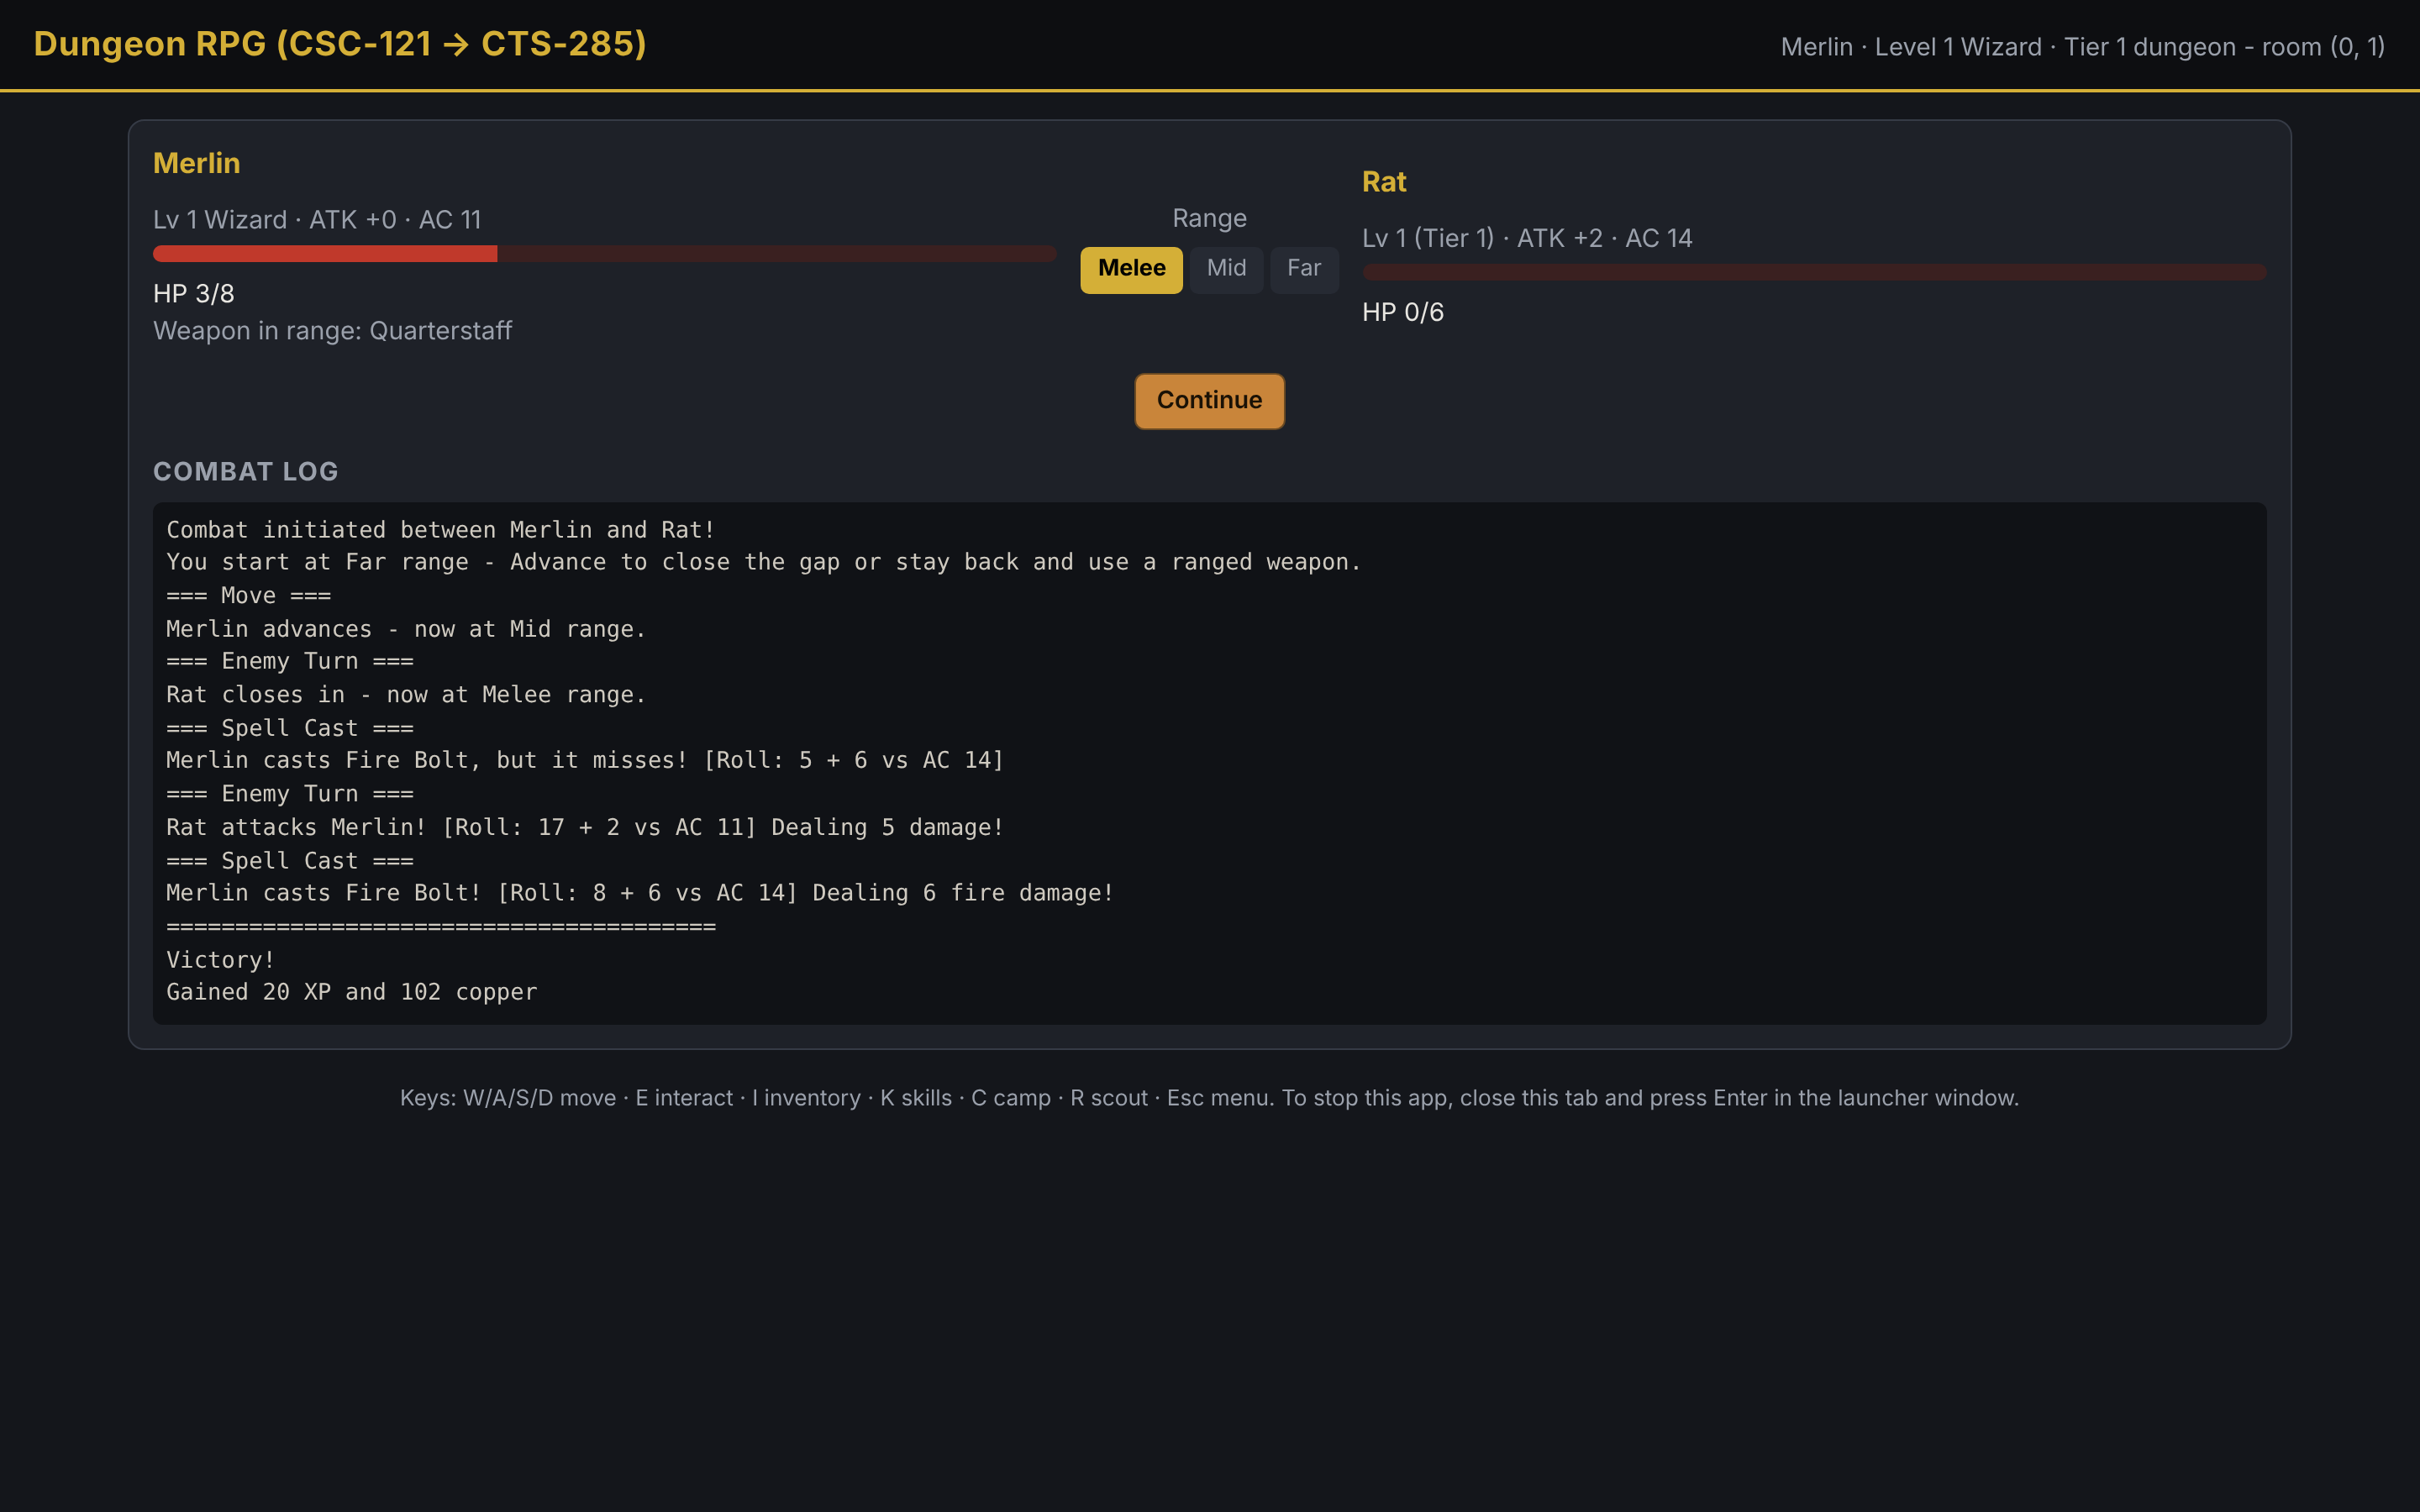 Dungeon RPG (CSC-121 → CTS-285)
Merlin · Level 1 Wizard · Tier 1 dungeon - room (0, 1)
Merlin
Lv 1 Wizard · ATK +0 · AC 11
HP 3/8
Weapon in range: Quarterstaff
Range
Melee Mid Far
Rat
Lv 1 (Tier 1) · ATK +2 · AC 14
HP 0/6
Continue
COMBAT LOG
Combat initiated between Merlin and Rat!
You start at Far range - Advance to close the gap or stay back and use a ranged weapon.
=== Move ===
Merlin advances - now at Mid range.
=== Enemy Turn ===
Rat closes in - now at Melee range.
=== Spell Cast ===
Merlin casts Fire Bolt, but it misses! [Roll: 5 + 6 vs AC 14]
=== Enemy Turn ===
Rat attacks Merlin! [Roll: 17 + 2 vs AC 11] Dealing 5 damage!
=== Spell Cast ===
Merlin casts Fire Bolt! [Roll: 8 + 6 vs AC 14] Dealing 6 fire damage!
========================================
Victory!
Gained 20 XP and 102 copper
Keys: W/A/S/D move · E interact · I inventory · K skills · C camp · R scout · Esc menu. To stop this app, close this tab and press Enter in the launcher window.